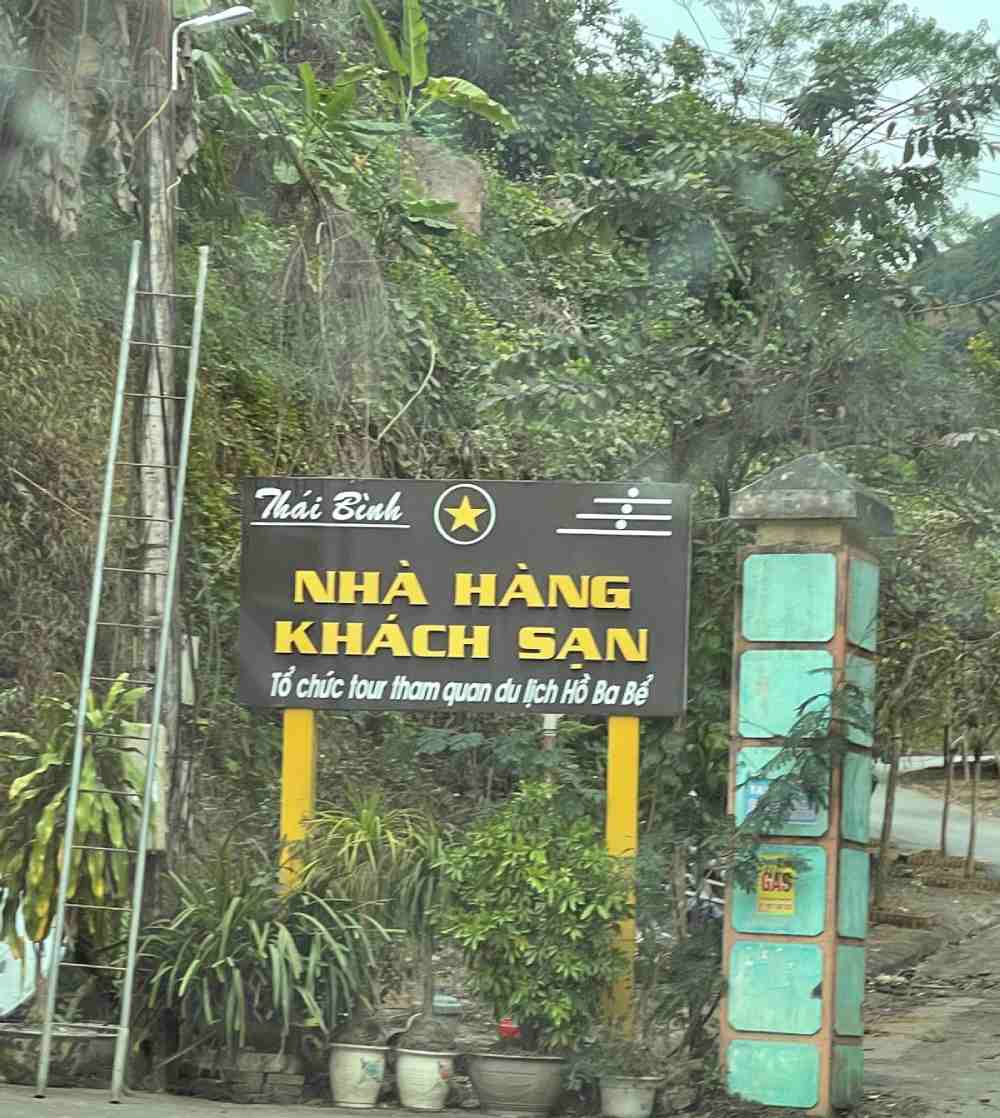 Thái Bình
NHÀ HÀNG
KHÁCH SẠN
Tổ chức tour tham quan du lịch Hồ Ba Bể
GAS